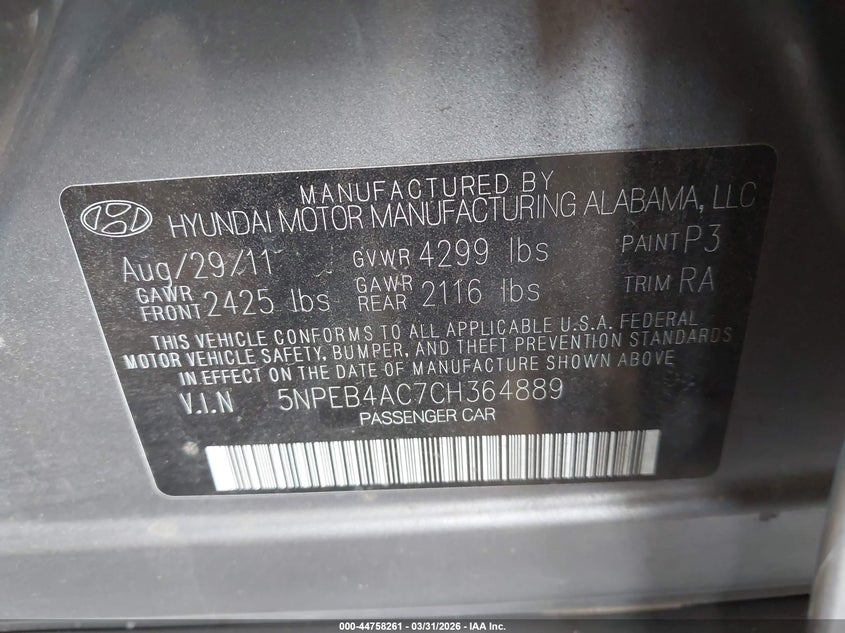 MANUFACTURED BY
HYUNDAI MOTOR MANUFACTURING ALABAMA, LLC
Aug/29/11 GVWR 4299 lbs PAINT P3
GAWR FRONT 2425 lbs GAWR REAR 2116 lbs TRIM RA
THIS VEHICLE CONFORMS TO ALL APPLICABLE U.S.A. FEDERAL
MOTOR VEHICLE SAFETY, BUMPER, AND THEFT PREVENTION STANDARDS
IN EFFECT ON THE DATE OF MANUFACTURE SHOWN ABOVE
V.I.N 5NPEB4AC7CH364889
PASSENGER CAR
000-44758261 - 03/31/2026 - IAA Inc.